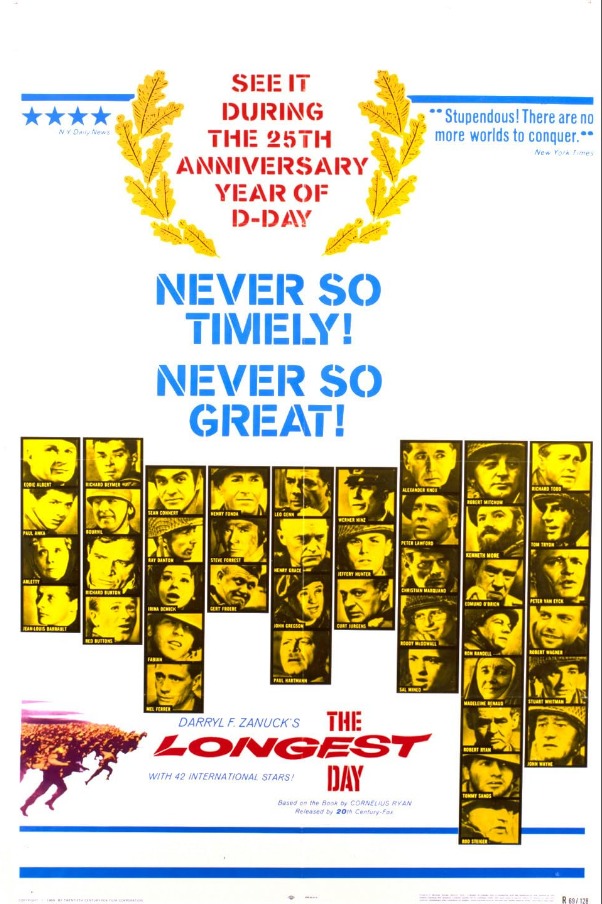 SEE IT
DURING
THE 25TH
ANNIVERSARY
YEAR OF
D-DAY
★★★★
N.Y. Daily News
"Stupendous! There are no
more worlds to conquer."
New York Times
NEVER SO
TIMELY!
NEVER SO
GREAT!
EDDIE ALBERT
PAUL ANKA
ARLETTY
JEAN-LOUIS BARRAULT
RICHARD BEYMER
BOURVIL
RICHARD BURTON
RED BUTTONS
SEAN CONNERY
RAY DANTON
IRINA DEMICK
FABIAN
MEL FERRER
HENRY FONDA
STEVE FORREST
GERT FROEBE
LEO GENN
HENRY GRACE
JOHN GREGSON
PAUL HARTMANN
WERNER HINZ
JEFFERY HUNTER
CURT JURGENS
ALEXANDER KNOX
PETER LAWFORD
CHRISTIAN MARQUAND
RODDY McDOWALL
SAL MINEO
ROBERT MITCHUM
KENNETH MORE
EDMOND O'BRIEN
RON RANDELL
MADELEINE RENAUD
ROBERT RYAN
TOMMY SANDS
ROD STEIGER
RICHARD TODD
TOM TRYON
PETER VAN EYCK
ROBERT WAGNER
STUART WHITMAN
JOHN WAYNE
DARRYL F. ZANUCK'S
THE
LONGEST
DAY
WITH 42 INTERNATIONAL STARS!
Based on the Book by CORNELIUS RYAN
Released by 20th Century-Fox
R 69/128